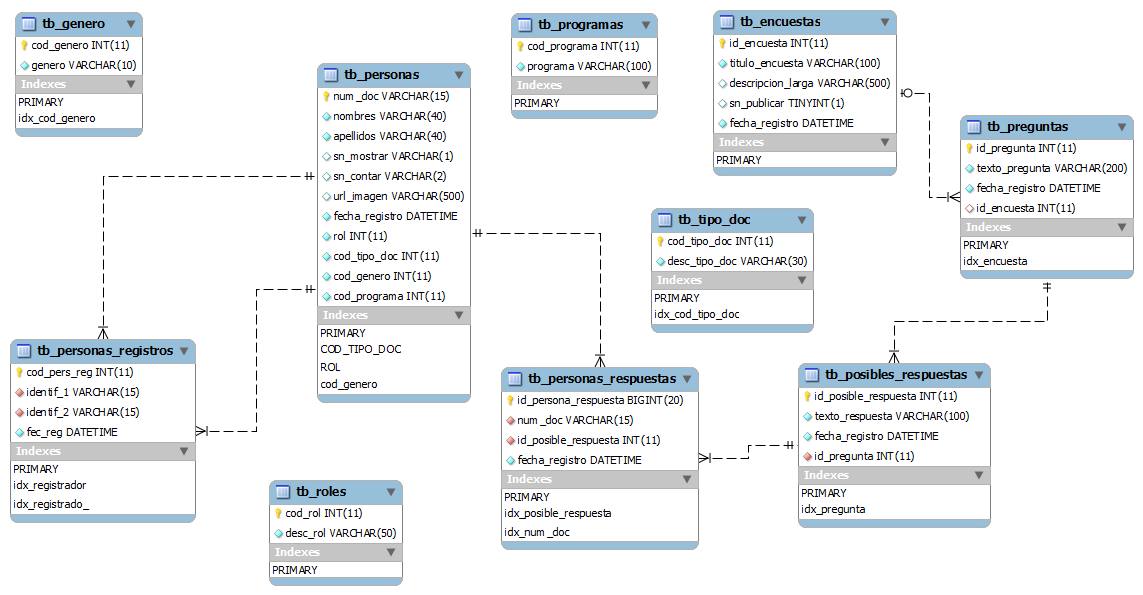 tb_genero
cod_genero INT(11)
genero VARCHAR(10)
Indexes
PRIMARY
idx_cod_genero
tb_personas
num_doc VARCHAR(15)
nombres VARCHAR(40)
apellidos VARCHAR(40)
sn_mostrar VARCHAR(1)
sn_contar VARCHAR(2)
url_imagen VARCHAR(500)
fecha_registro DATETIME
rol INT(11)
cod_tipo_doc INT(11)
cod_genero INT(11)
cod_programa INT(11)
Indexes
PRIMARY
COD_TIPO_DOC
ROL
cod_genero
tb_programas
cod_programa INT(11)
programa VARCHAR(100)
Indexes
PRIMARY
tb_encuestas
id_encuesta INT(11)
titulo_encuesta VARCHAR(100)
descripcion_larga VARCHAR(500)
sn_publicar TINYINT(1)
fecha_registro DATETIME
Indexes
PRIMARY
tb_preguntas
id_pregunta INT(11)
texto_pregunta VARCHAR(200)
fecha_registro DATETIME
id_encuesta INT(11)
Indexes
PRIMARY
idx_encuesta
tb_tipo_doc
cod_tipo_doc INT(11)
desc_tipo_doc VARCHAR(30)
Indexes
PRIMARY
idx_cod_tipo_doc
tb_personas_registros
cod_pers_reg INT(11)
identif_1 VARCHAR(15)
identif_2 VARCHAR(15)
fec_reg DATETIME
Indexes
PRIMARY
idx_registrador
idx_registrado_
tb_roles
cod_rol INT(11)
desc_rol VARCHAR(50)
Indexes
PRIMARY
tb_personas_respuestas
id_persona_respuesta BIGINT(20)
num_doc VARCHAR(15)
id_posible_respuesta INT(11)
fecha_registro DATETIME
Indexes
PRIMARY
idx_posible_respuesta
idx_num_doc
tb_posibles_respuestas
id_posible_respuesta INT(11)
texto_respuesta VARCHAR(100)
fecha_registro DATETIME
id_pregunta INT(11)
Indexes
PRIMARY
idx_pregunta